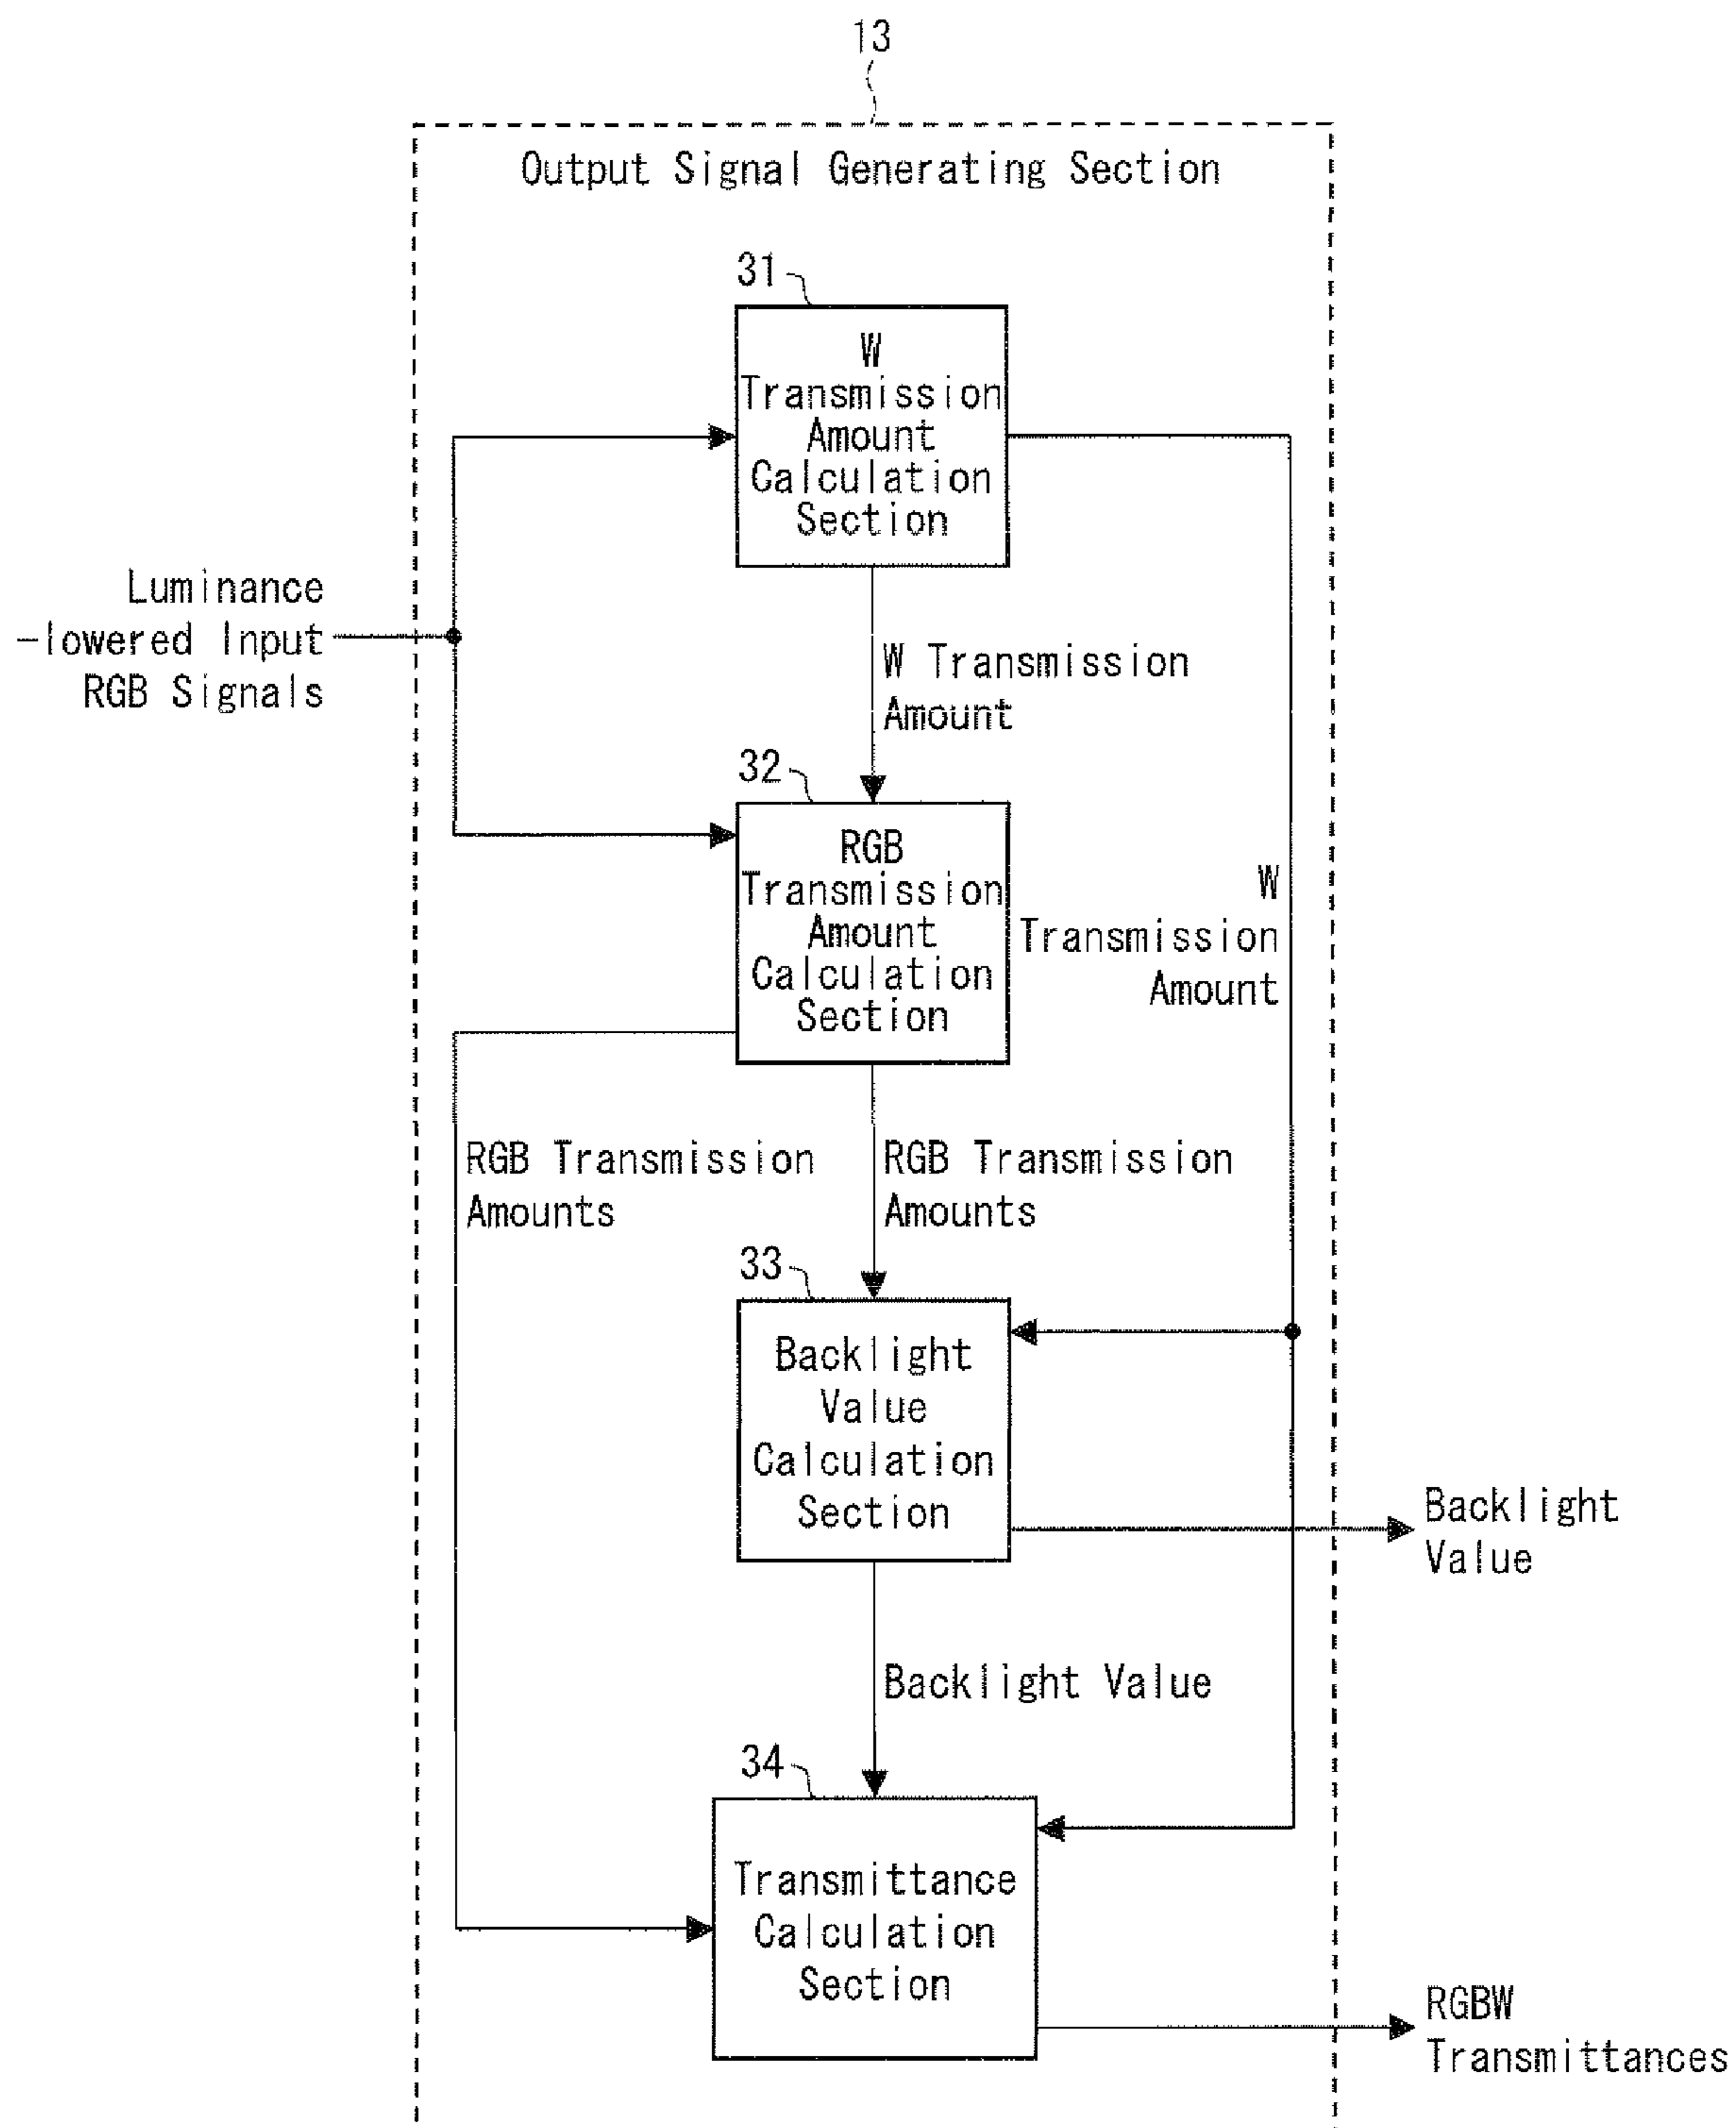 13
Output Signal Generating Section
31
W
Transmission
Amount
Calculation
Section
Luminance
-lowered Input
RGB Signals
W Transmission
Amount
32
RGB
Transmission
Amount
Calculation
Section
W
Transmission
Amount
RGB Transmission
Amounts
RGB Transmission
Amounts
33
Backlight
Value
Calculation
Section
Backlight
Value
Backlight Value
34
Transmittance
Calculation
Section
RGBW
Transmittances